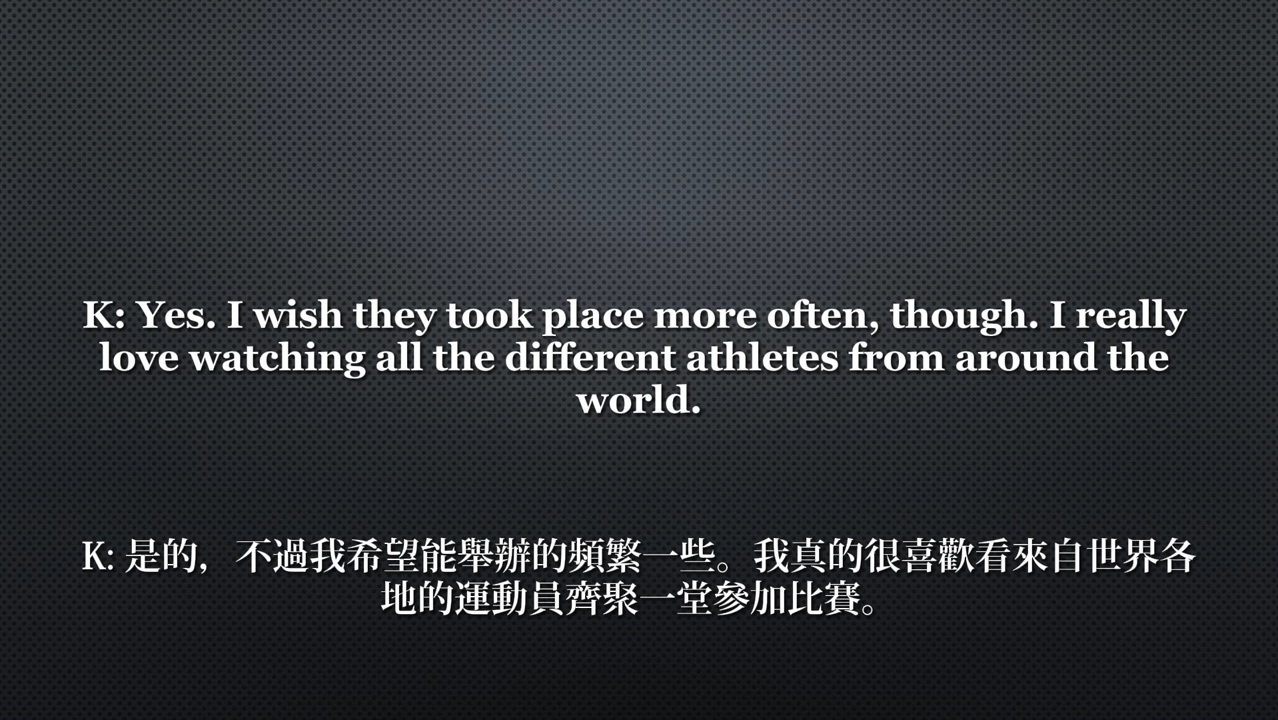 K: Yes. I wish they took place more often, though. I really
love watching all the different athletes from around the
world.
K: 是的，不過我希望能舉辦的頻繁一些。我真的很喜歡看來自世界各
地的運動員齊聚一堂參加比賽。